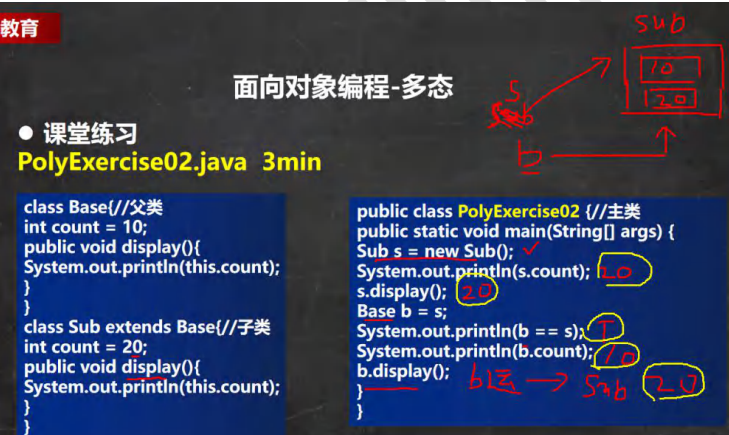 教育
sub
10
20
s
b
面向对象编程-多态
● 课堂练习
PolyExercise02.java 3min
class Base{//父类
int count = 10;
public void display(){
System.out.println(this.count);
}
}
class Sub extends Base{//子类
int count = 20;
public void display(){
System.out.println(this.count);
}
}
public class PolyExercise02 {//主类
public static void main(String[] args) {
Sub s = new Sub();
System.out.println(s.count); 20
s.display(); 20
Base b = s;
System.out.println(b == s); T
System.out.println(b.count); 10
b.display(); Sub 20
}
}